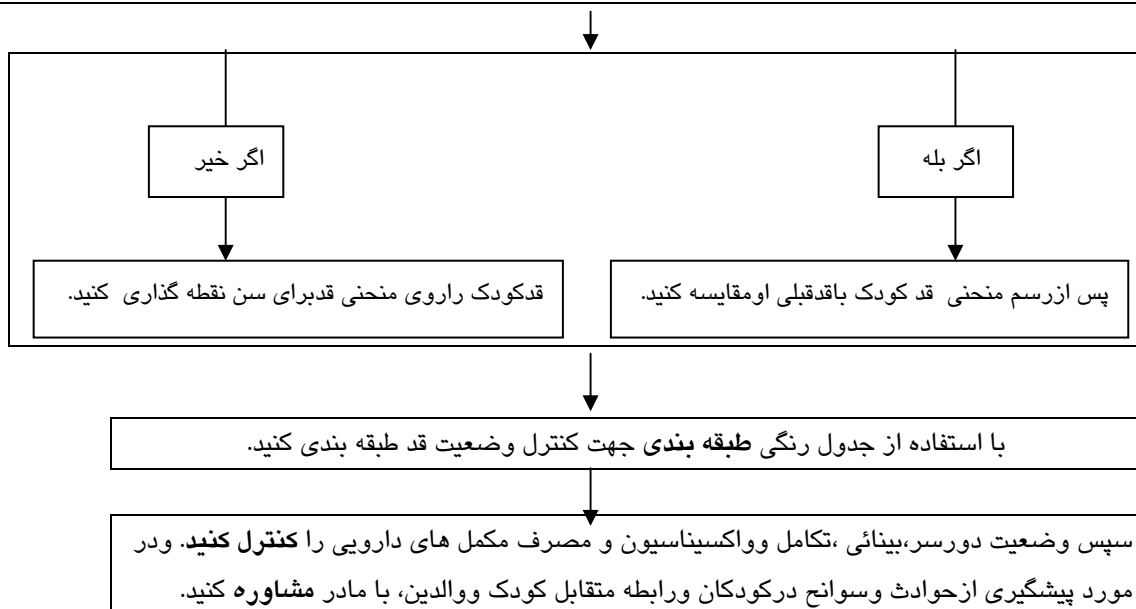 اگر بله
اگر خیر
پس ازرسم منحنی قد کودک باقدقبلی اومقایسه کنید.
قدکودک راروی منحنی قدبرای سن نقطه گذاری کنید.
با استفاده از جدول رنگی طبقه بندی جهت کنترل وضعیت قد طبقه بندی کنید.
سپس وضعیت دورسر،بینائی ،تکامل وواکسیناسیون و مصرف مکمل های دارویی را کنترل کنید. ودر
مورد پیشگیری ازحوادث وسوانح درکودکان ورابطه متقابل کودک ووالدین، با مادر مشاوره کنید.